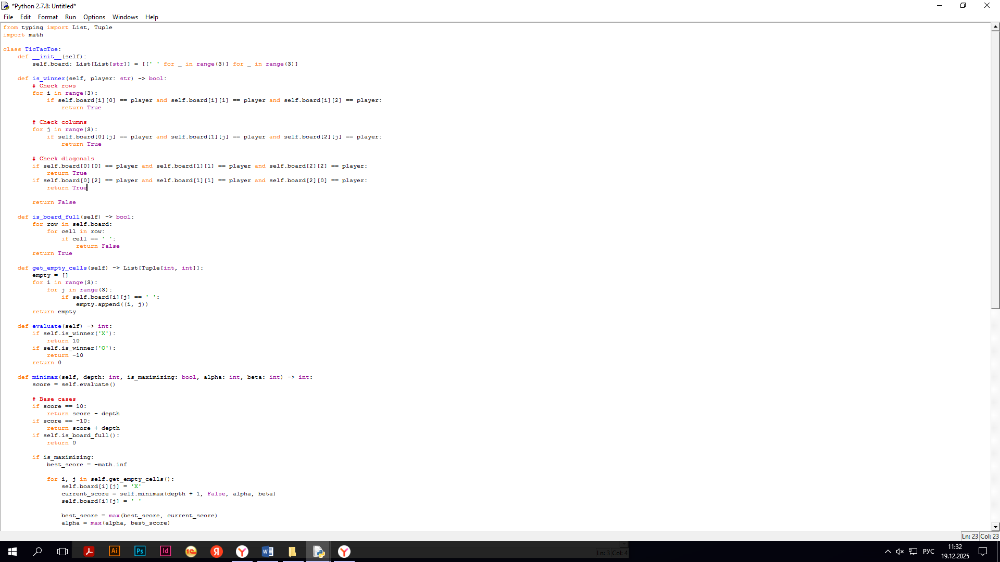 *Python 2.7.8: Untitled*
File Edit Format Run Options Windows Help
from typing import List, Tuple
import math
class TicTacToe:
    def __init__(self):
        self.board: List[List[str]] = [[' ' for _ in range(3)] for _ in range(3)]
    def is_winner(self, player: str) -> bool:
        # Check rows
        for i in range(3):
            if self.board[i][0] == player and self.board[i][1] == player and self.board[i][2] == player:
                return True
        # Check columns
        for j in range(3):
            if self.board[0][j] == player and self.board[1][j] == player and self.board[2][j] == player:
                return True
        # Check diagonals
        if self.board[0][0] == player and self.board[1][1] == player and self.board[2][2] == player:
            return True
        if self.board[0][2] == player and self.board[1][1] == player and self.board[2][0] == player:
            return True
        return False
    def is_board_full(self) -> bool:
        for row in self.board:
            for cell in row:
                if cell == ' ':
                    return False
        return True
    def get_empty_cells(self) -> List[Tuple[int, int]]:
        empty = []
        for i in range(3):
            for j in range(3):
                if self.board[i][j] == ' ':
                    empty.append((i, j))
        return empty
    def evaluate(self) -> int:
        if self.is_winner('X'):
            return 10
        if self.is_winner('O'):
            return -10
        return 0
    def minimax(self, depth: int, is_maximizing: bool, alpha: int, beta: int) -> int:
        score = self.evaluate()
        # Base cases
        if score == 10:
            return score - depth
        if score == -10:
            return score + depth
        if self.is_board_full():
            return 0
        if is_maximizing:
            best_score = -math.inf
            for i, j in self.get_empty_cells():
                self.board[i][j] = 'X'
                current_score = self.minimax(depth + 1, False, alpha, beta)
                self.board[i][j] = ' '
                best_score = max(best_score, current_score)
                alpha = max(alpha, best_score)
Ln: 23 Col: 23
Ai Ps Id 1С Я Y W Y
Ln: 3 Col: 4
РУС
11:32
19.12.2025